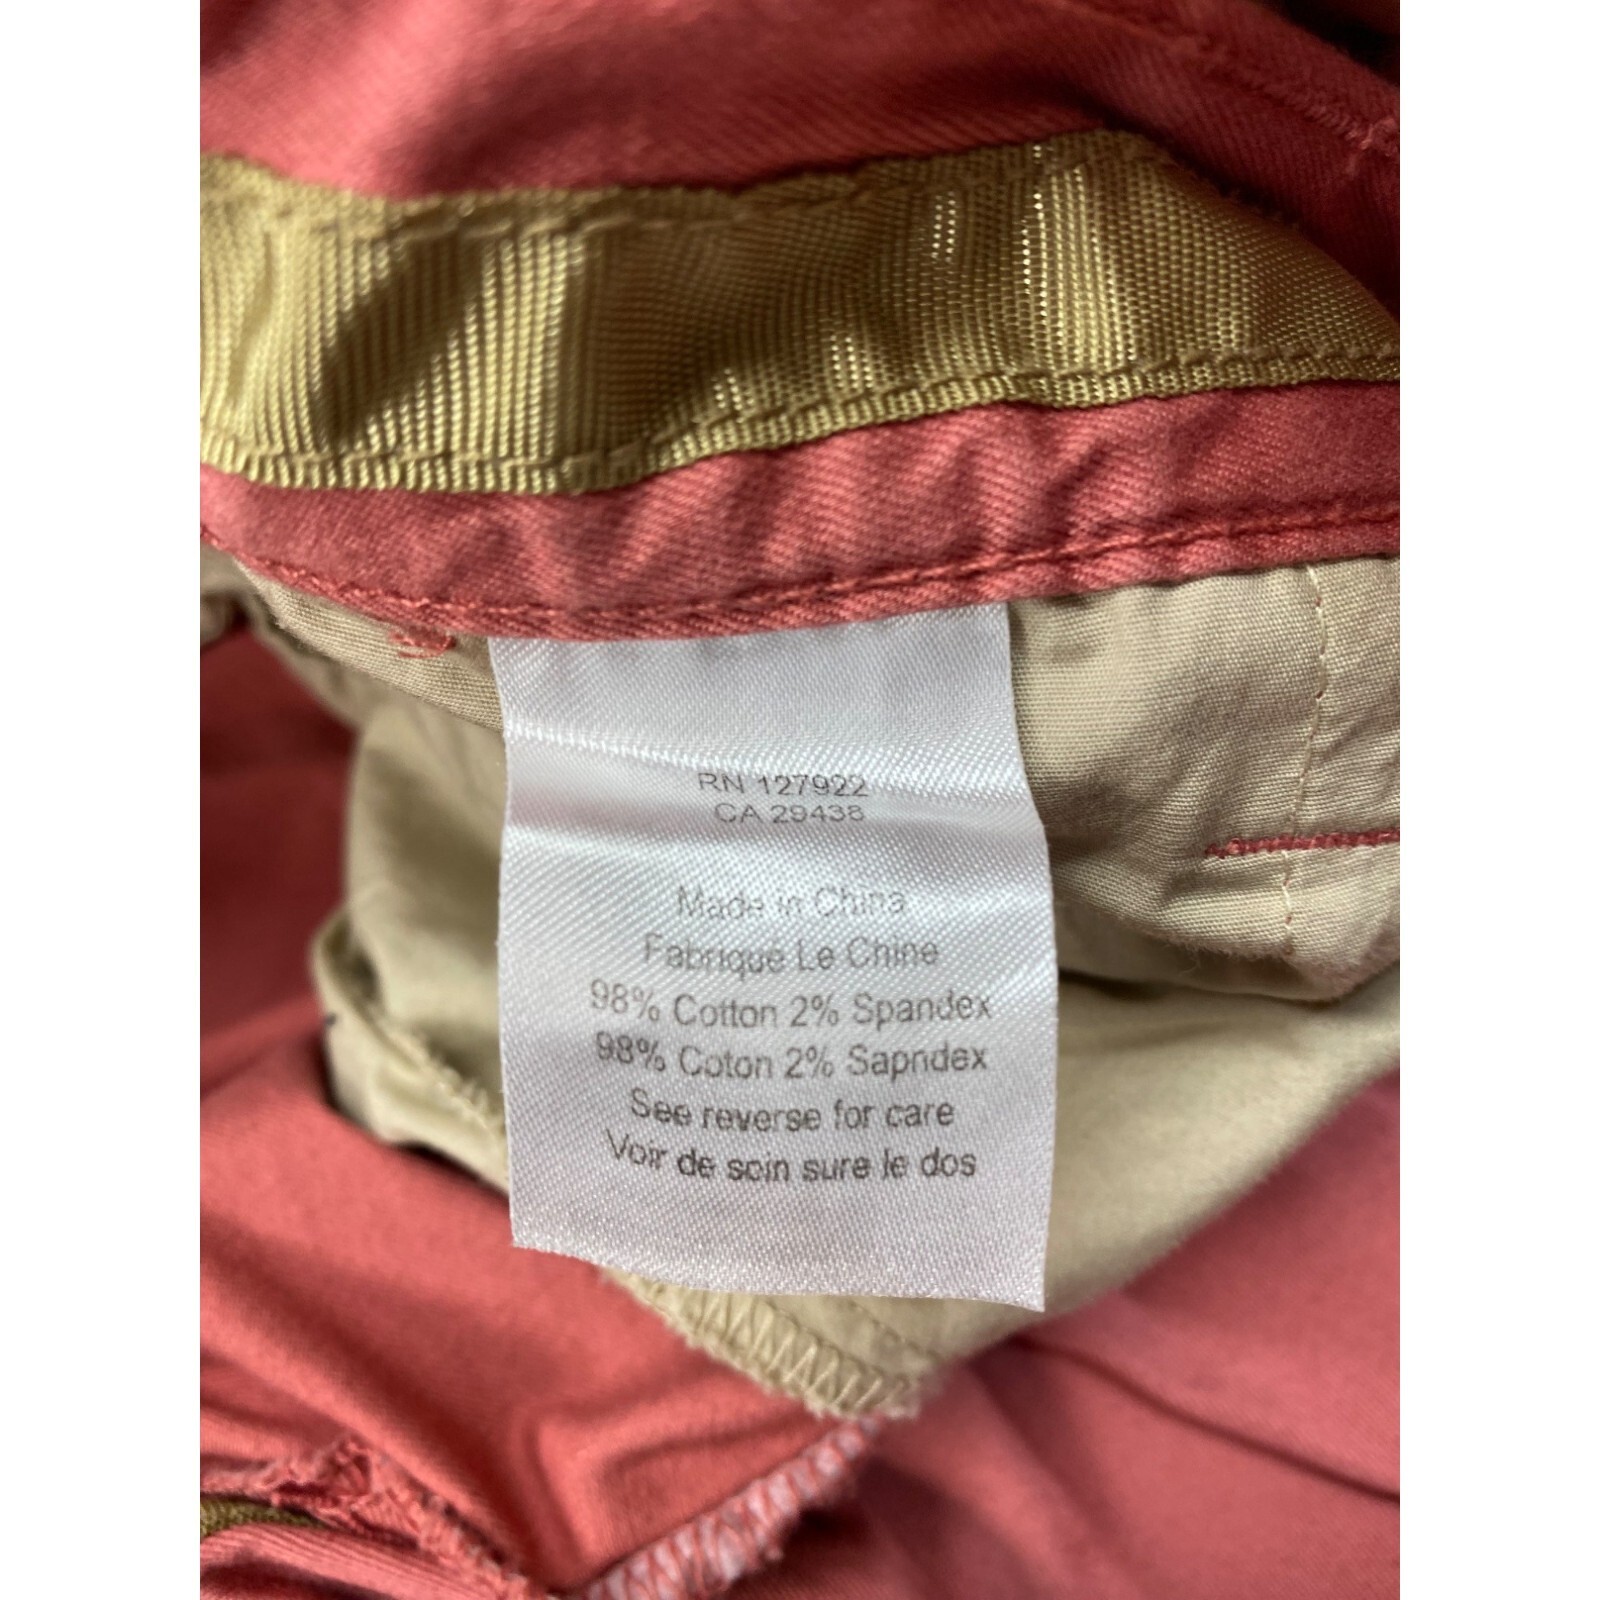 RN 127922
CA 29438
Made in China
Fabriqué Le Chine
98% Cotton 2% Spandex
98% Coton 2% Sapndex
See reverse for care
Voir de soin sure le dos